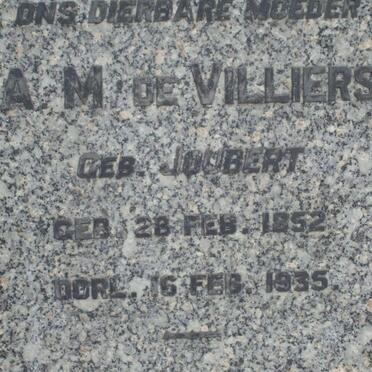 ONS DIERBARE MOEDER
A M DE VILLIERS
GEB. JOUBERT
GEB. 28 FEB. 1852
OORL. 16 FEB. 1935